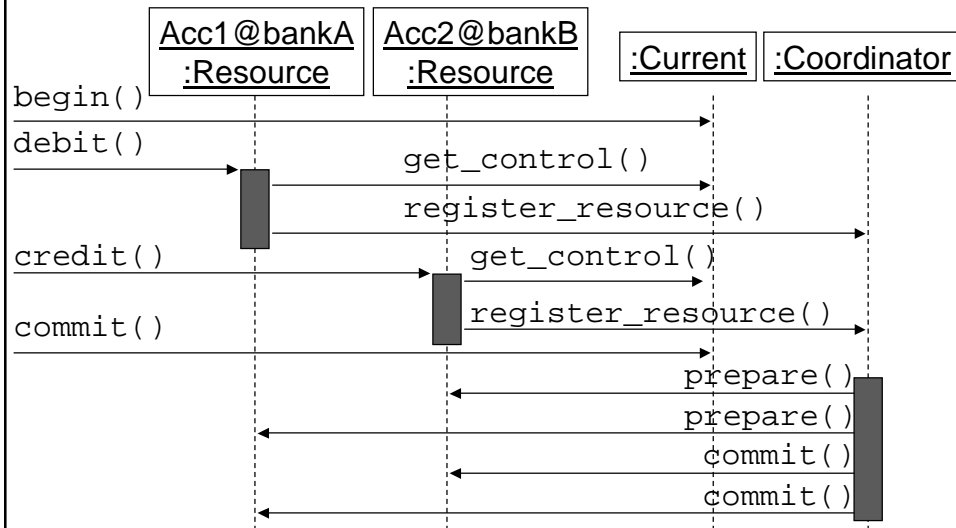 Acc1@bankA
:Resource
Acc2@bankB
:Resource
:Current
:Coordinator
begin()
debit()
get_control()
register_resource()
credit()
get_control()
register_resource()
commit()
prepare()
prepare()
commit()
commit()